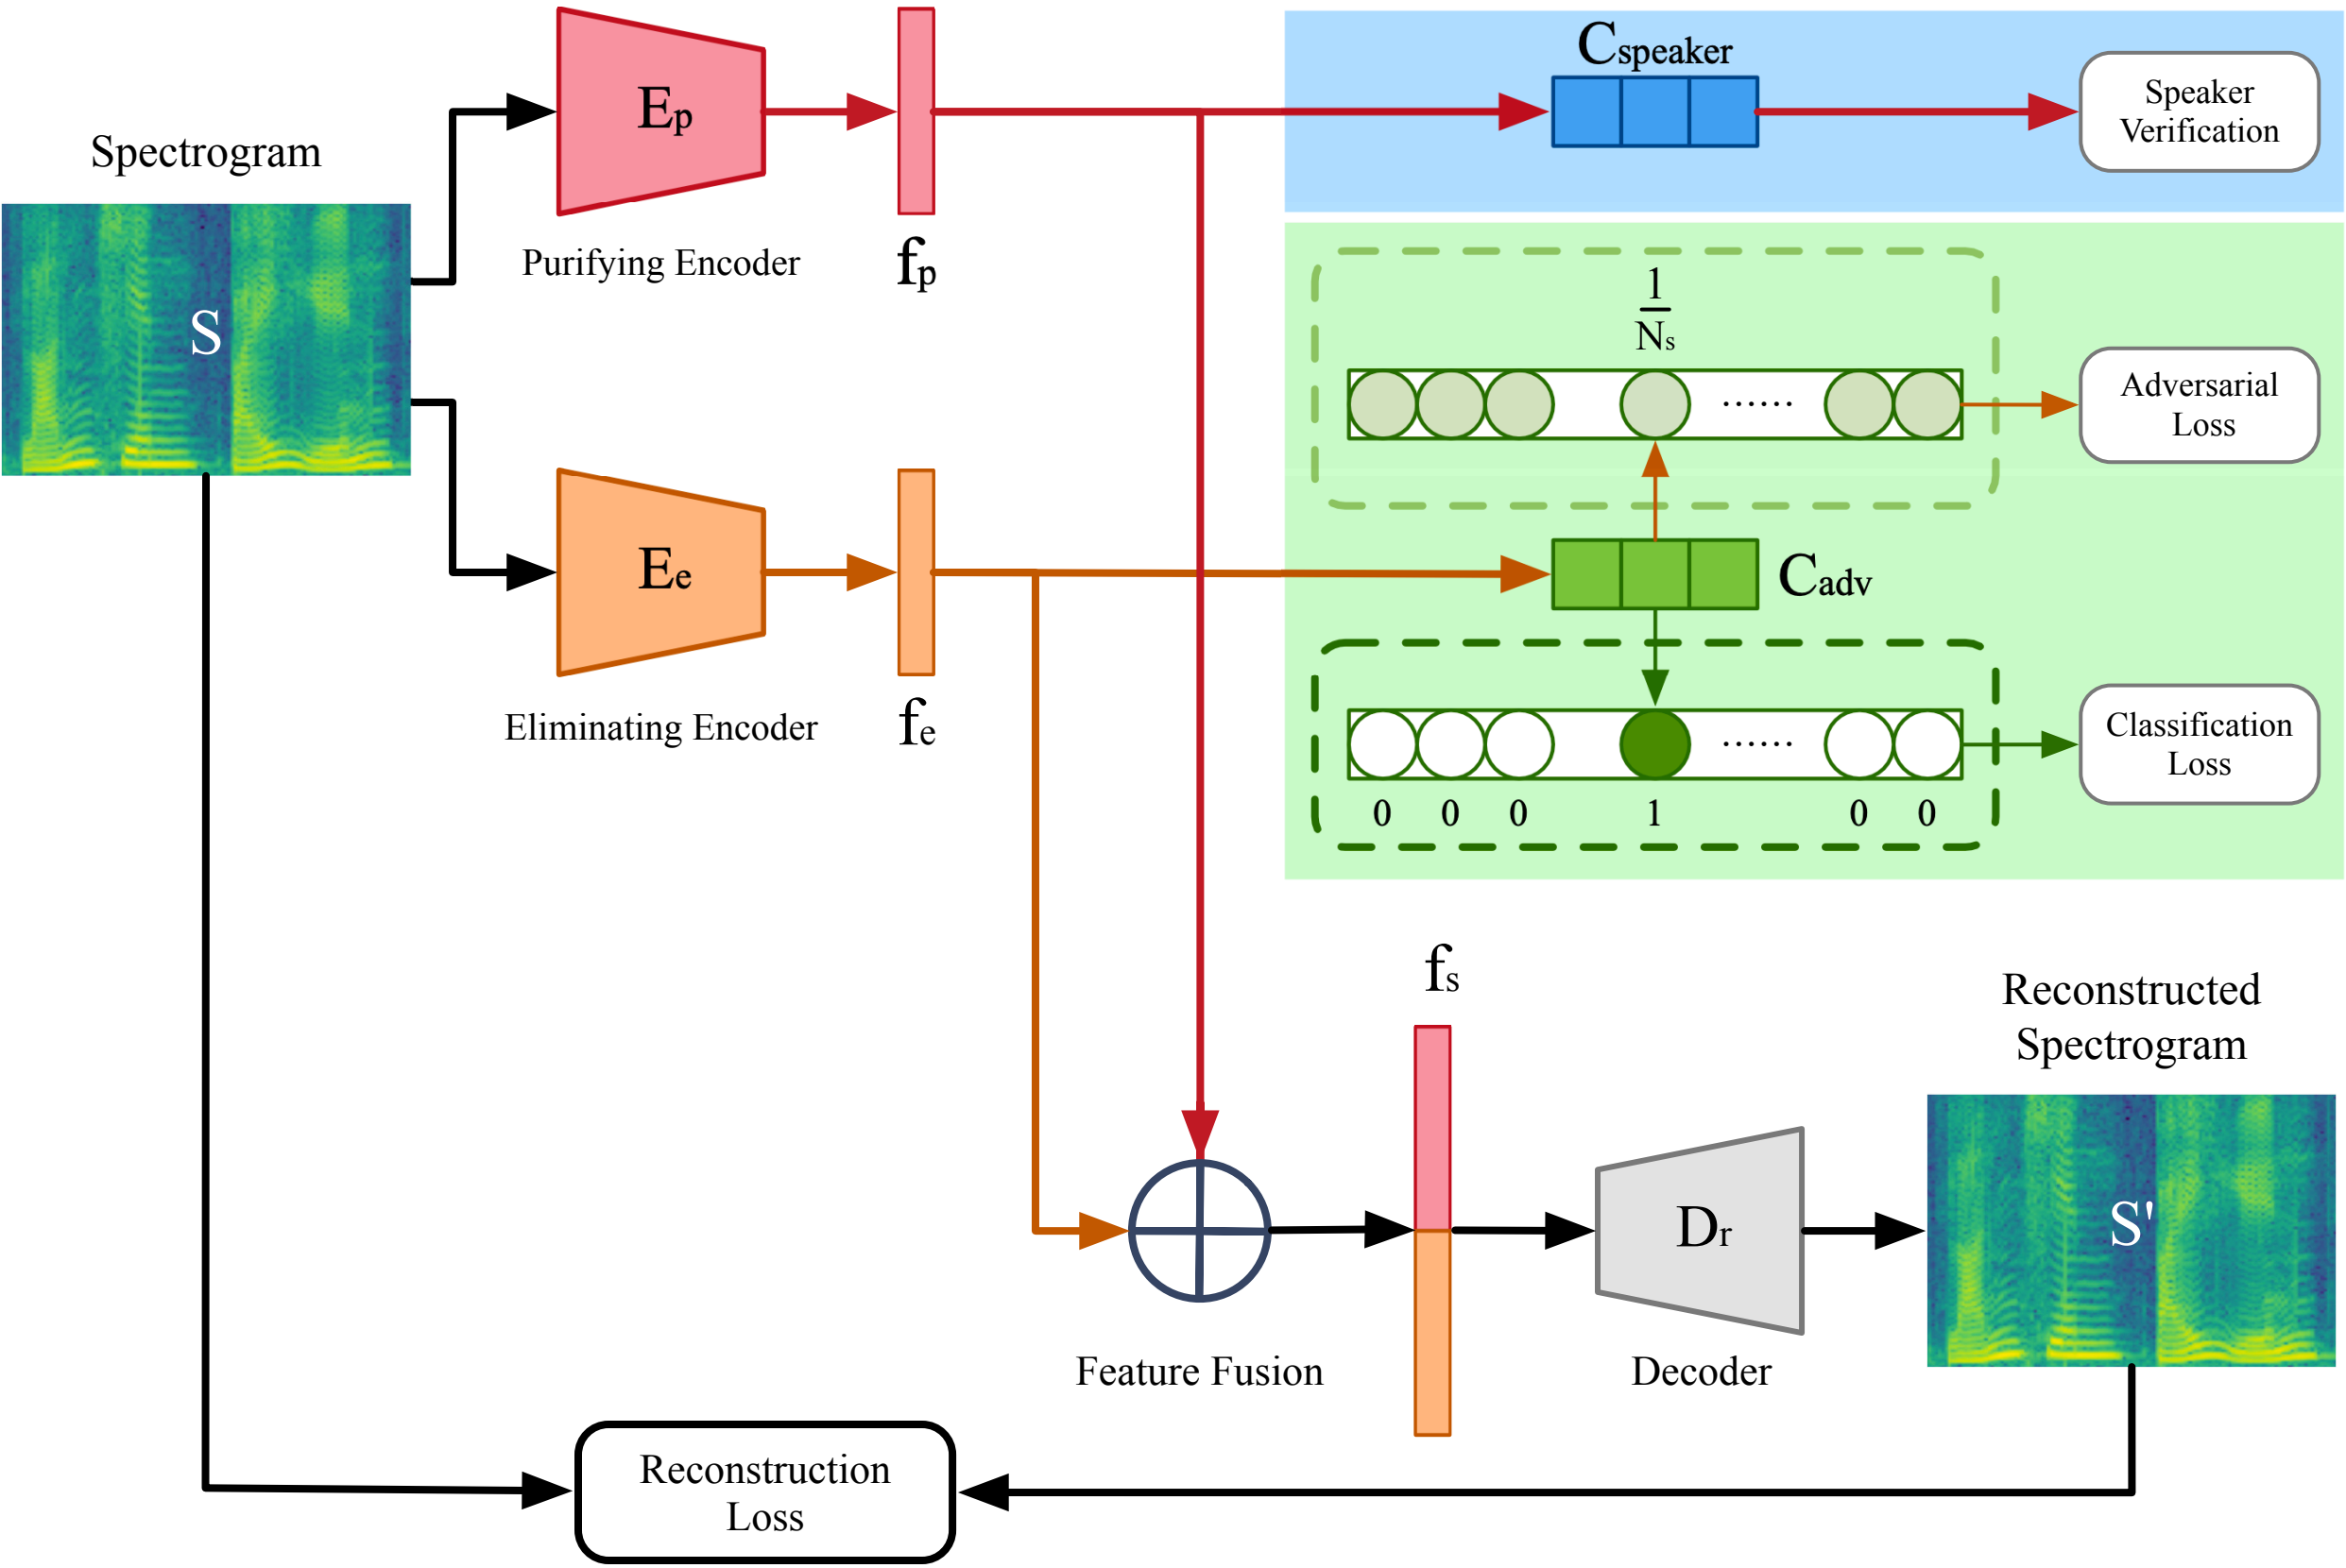 Spectrogram
S
Ep
Purifying Encoder
fp
Cspeaker
Speaker
Verification
1
Ns
......
Adversarial
Loss
Ee
Eliminating Encoder
fe
Cadv
......
0 0 0 1 0 0
Classification
Loss
fs
Feature Fusion
Dr
Decoder
Reconstructed
Spectrogram
S'
Reconstruction
Loss